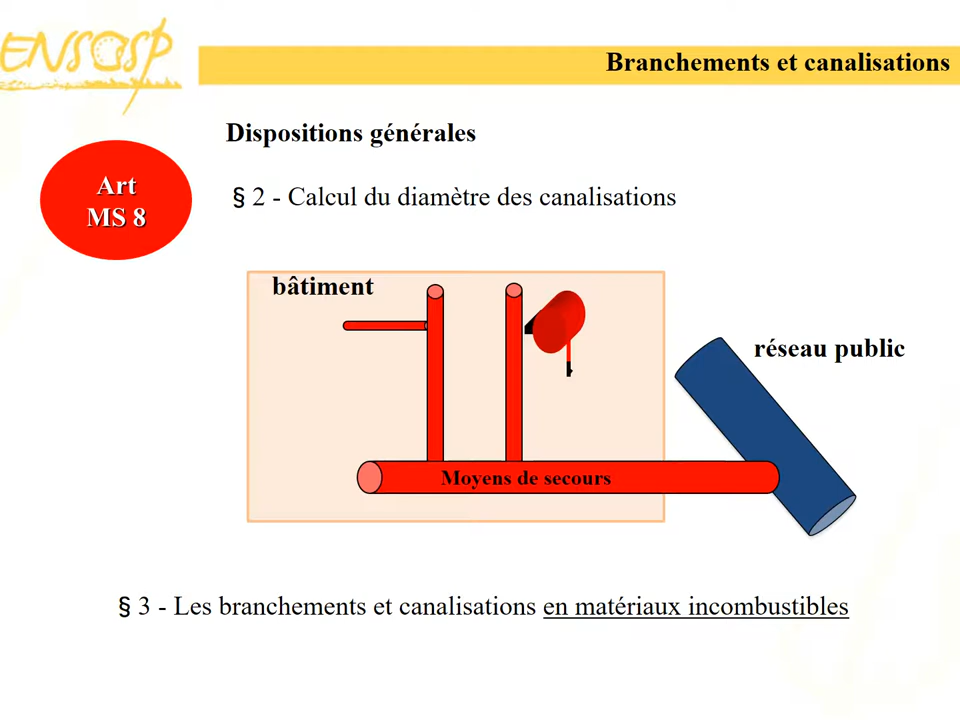 ENSOSP
Branchements et canalisations
Dispositions générales
Art
MS 8
§ 2 - Calcul du diamètre des canalisations
bâtiment
réseau public
Moyens de secours
§ 3 - Les branchements et canalisations en matériaux incombustibles